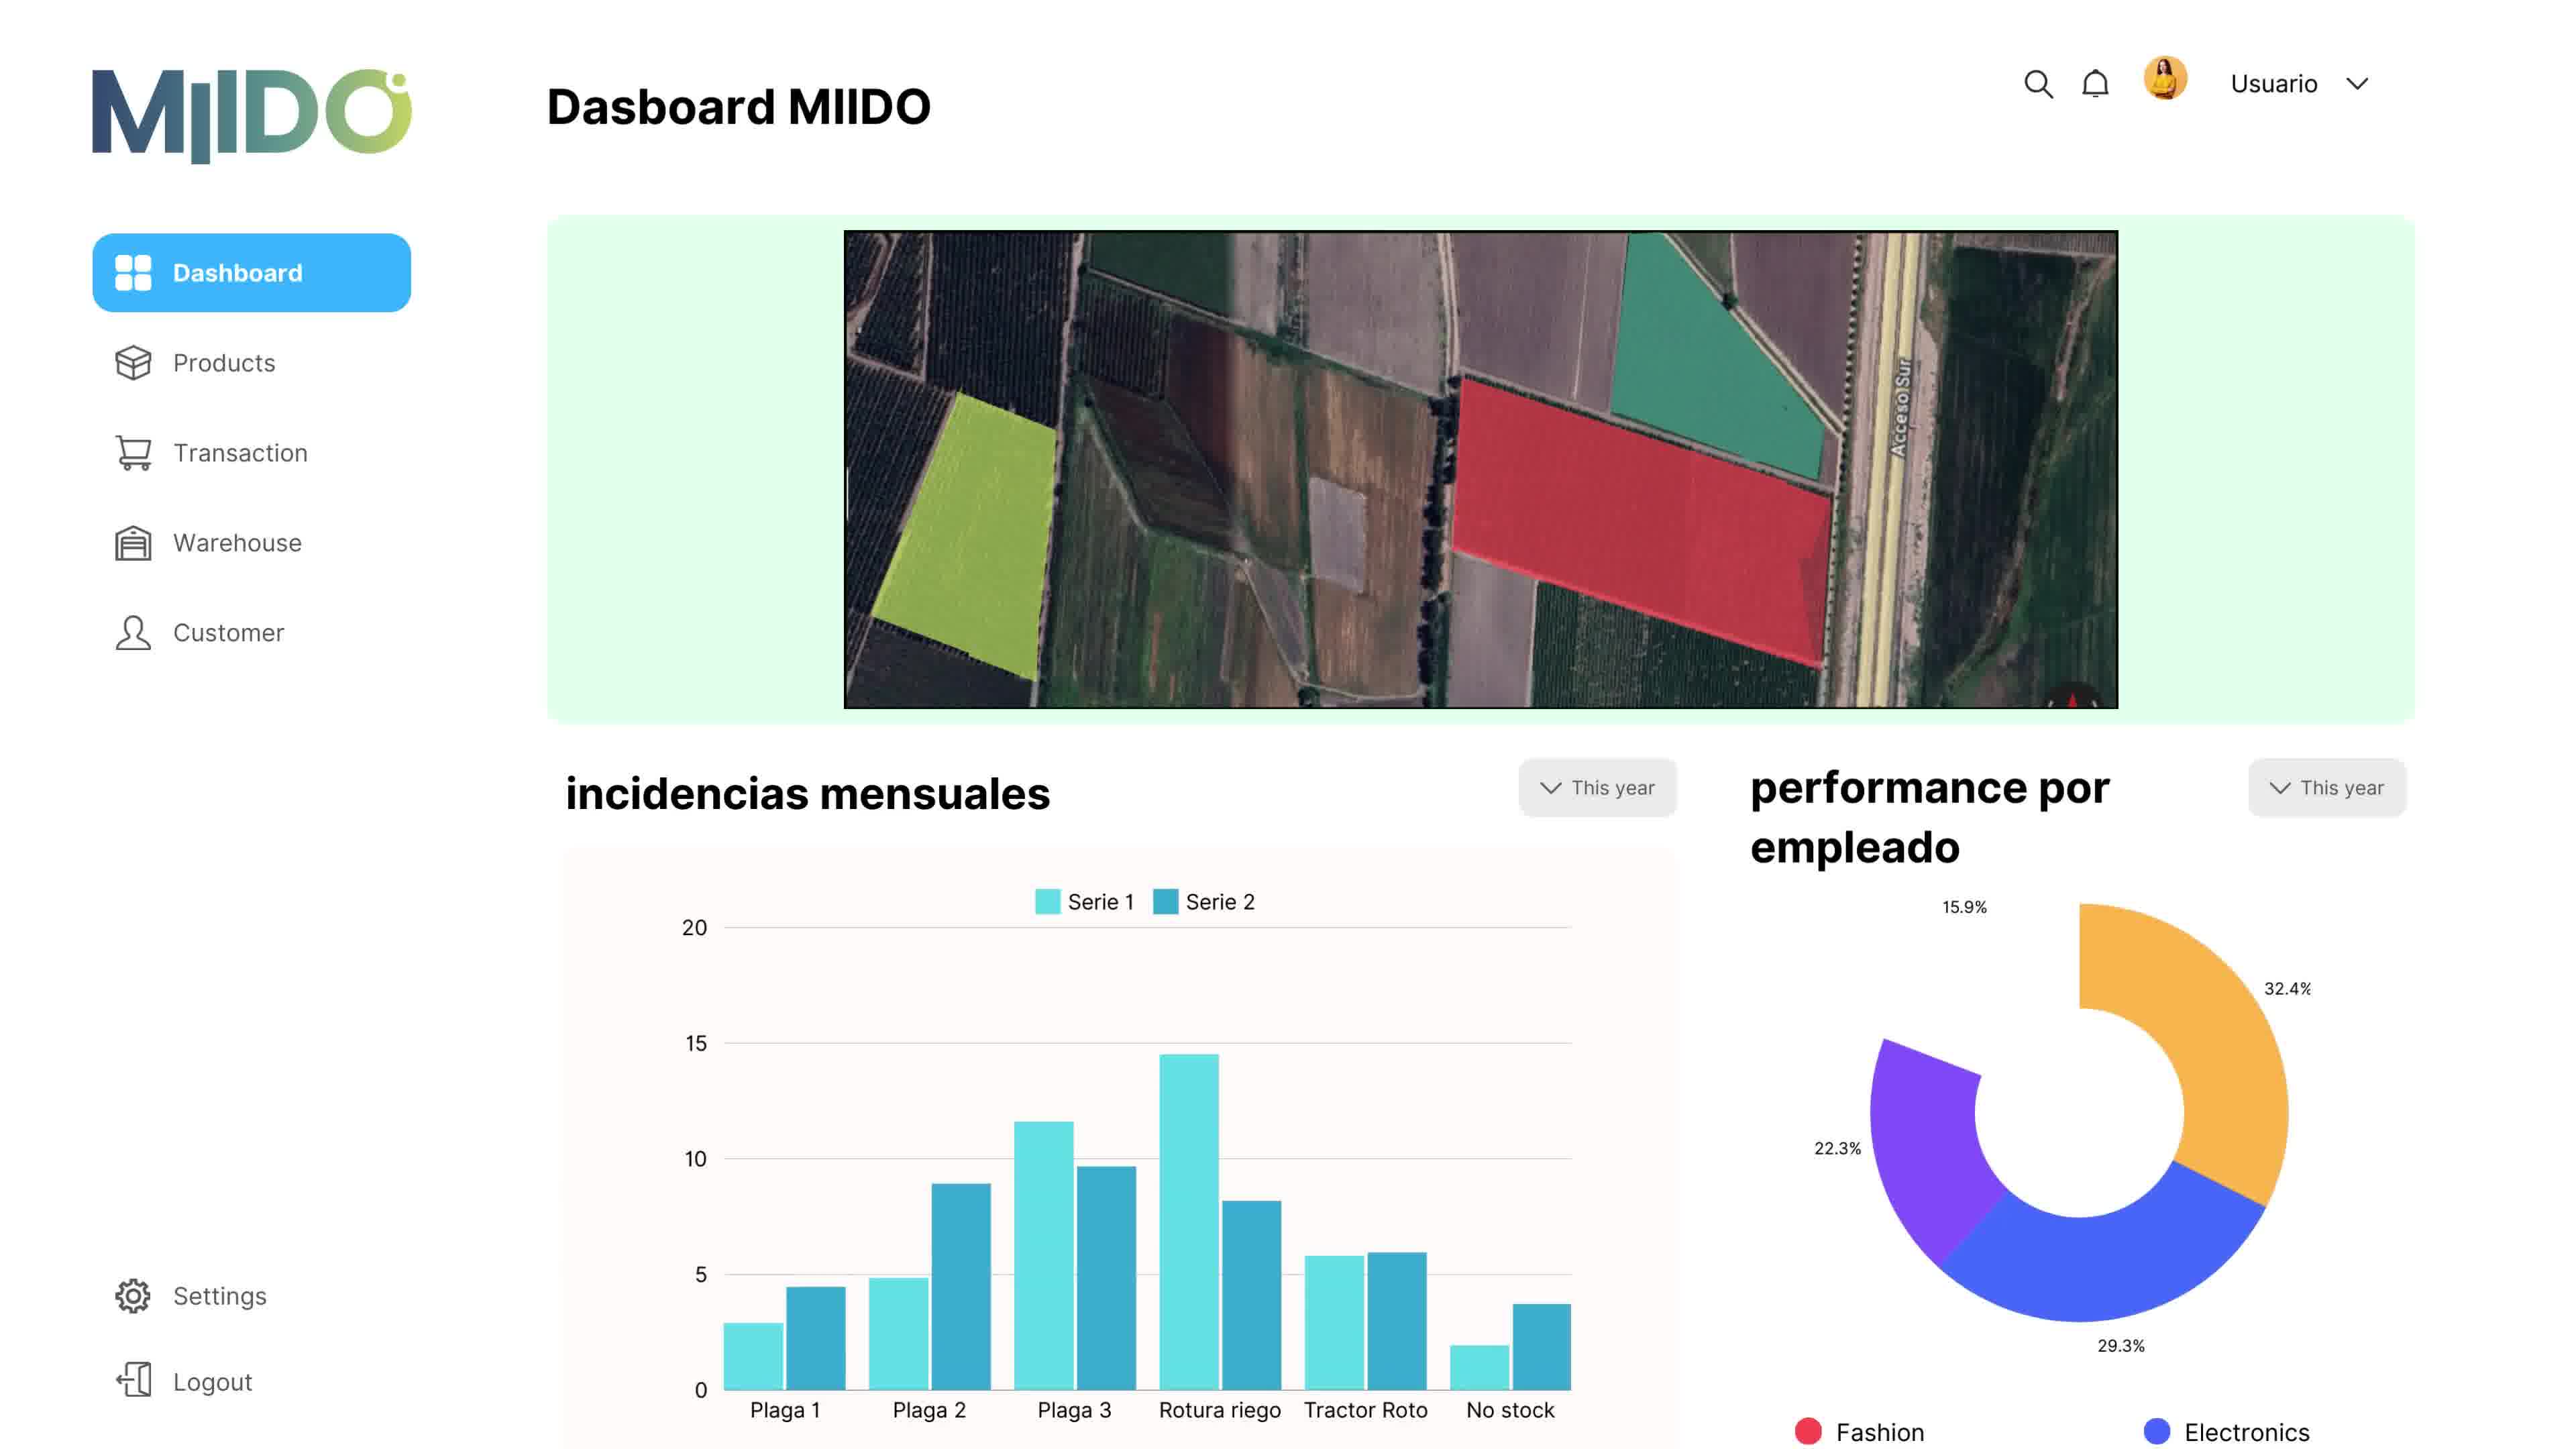 MIIDO
Dasboard MIIDO
Usuario
Dashboard
Products
Transaction
Warehouse
Customer
Settings
Logout
Acceso Sur
incidencias mensuales
This year
Serie 1
Serie 2
20
15
10
5
0
Plaga 1
Plaga 2
Plaga 3
Rotura riego
Tractor Roto
No stock
performance por
empleado
This year
15.9%
32.4%
22.3%
29.3%
Fashion
Electronics